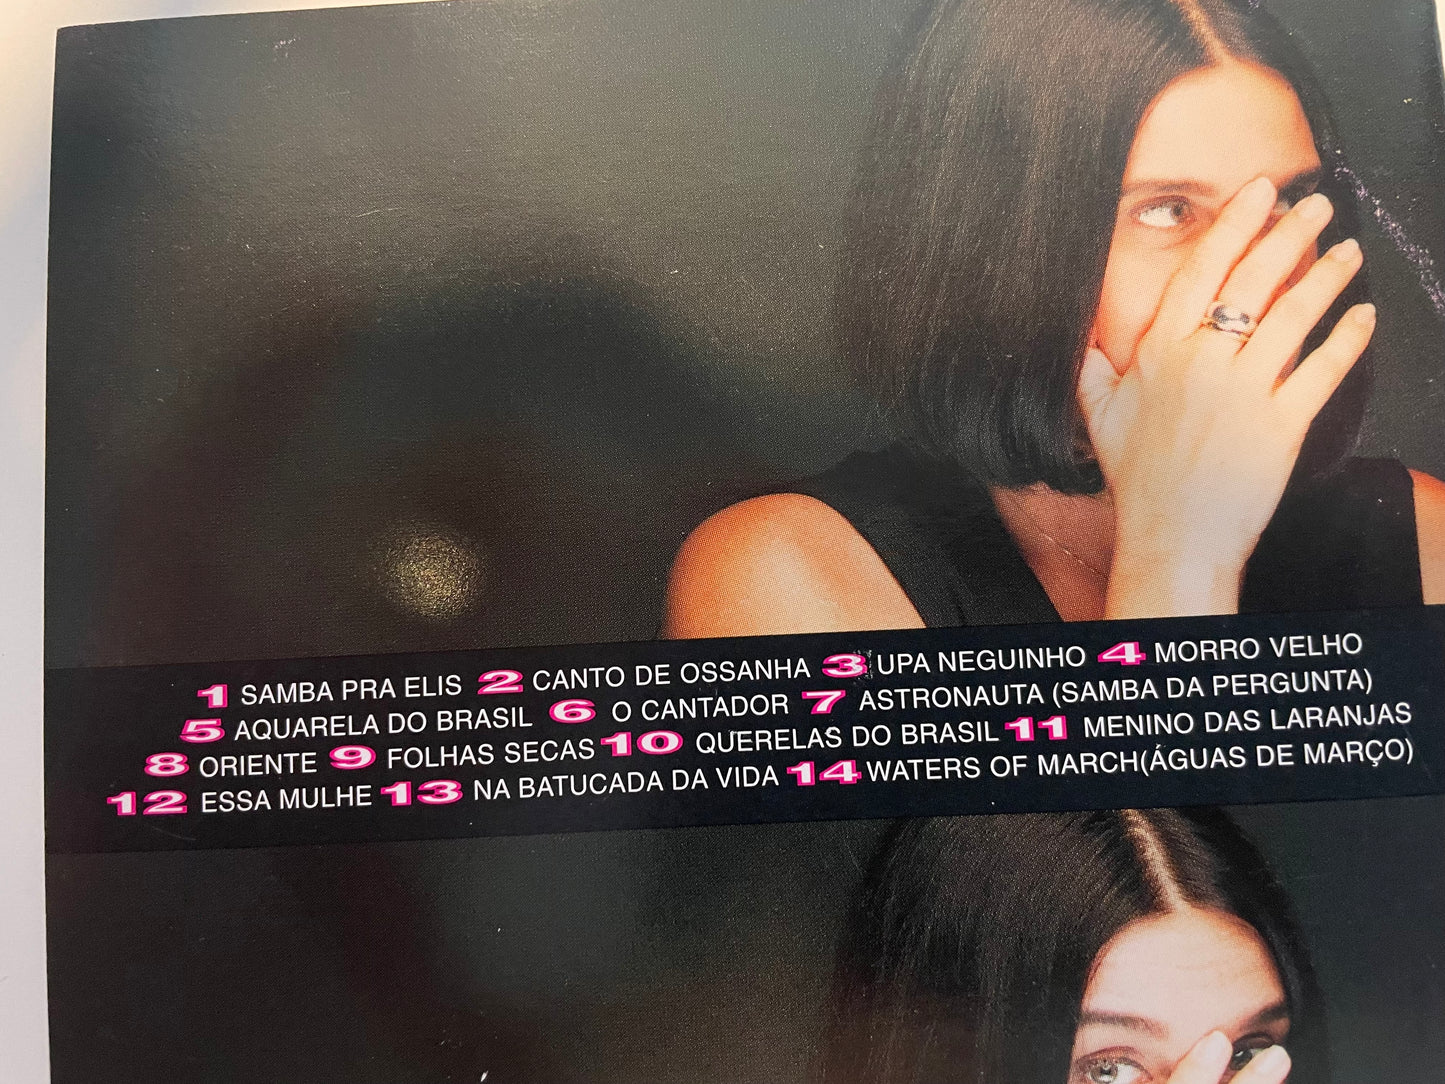 1 SAMBA PRA ELIS 2 CANTO DE OSSANHA 3 UPA NEGUINHO 4 MORRO VELHO
5 AQUARELA DO BRASIL 6 O CANTADOR 7 ASTRONAUTA (SAMBA DA PERGUNTA)
8 ORIENTE 9 FOLHAS SECAS 10 QUERELAS DO BRASIL 11 MENINO DAS LARANJAS
12 ESSA MULHE 13 NA BATUCADA DA VIDA 14 WATERS OF MARCH(ÁGUAS DE MARÇO)